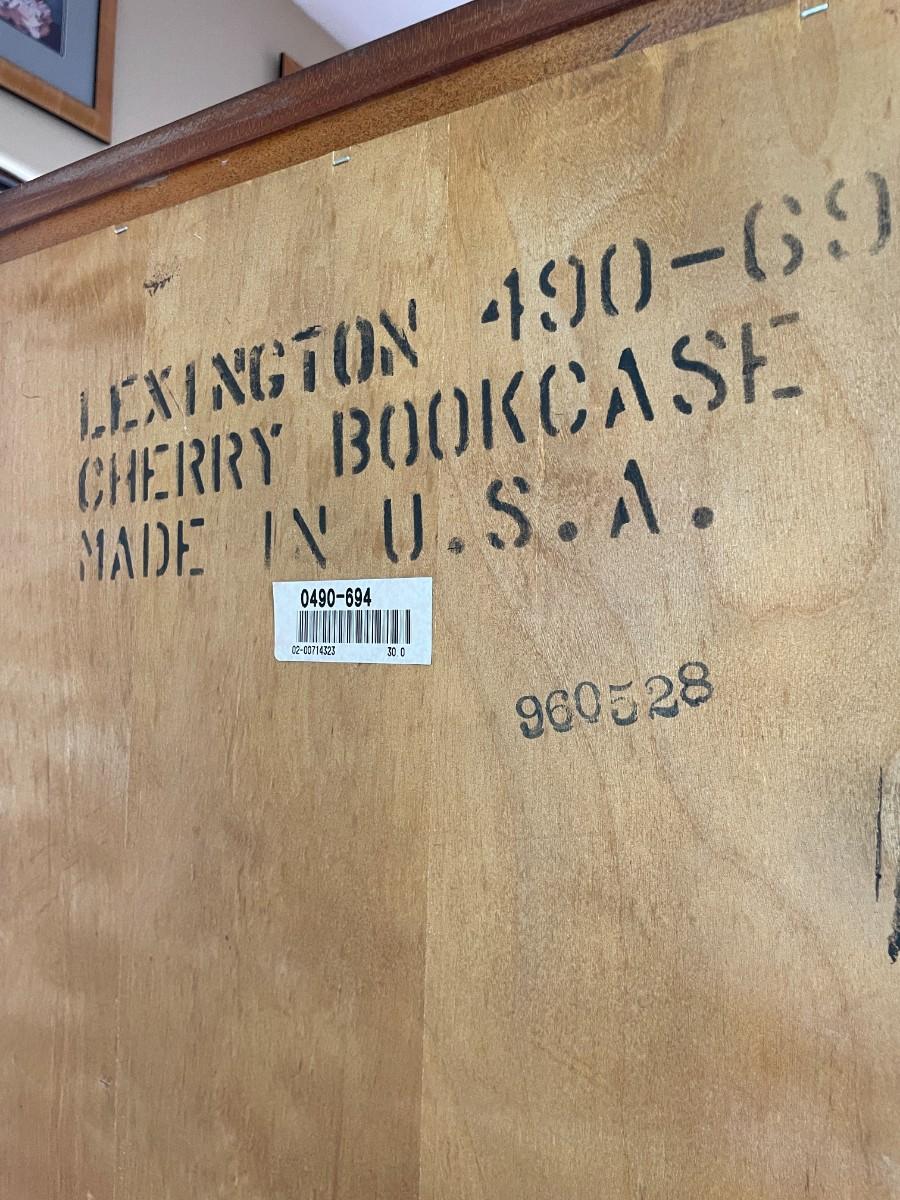 LEXINGTON 490-69
CHERRY BOOKCASE
MADE IN U.S.A.
0490-694
02-00714323 30.0
960528